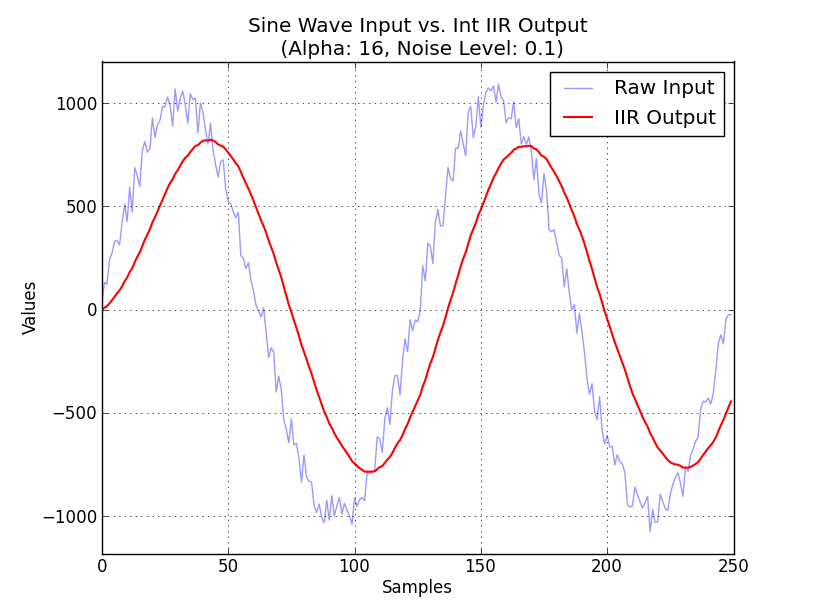 Sine Wave Input vs. Int IIR Output
(Alpha: 16, Noise Level: 0.1)
Raw Input
IIR Output
1000
500
0
−500
−1000
Values
0 50 100 150 200 250
Samples